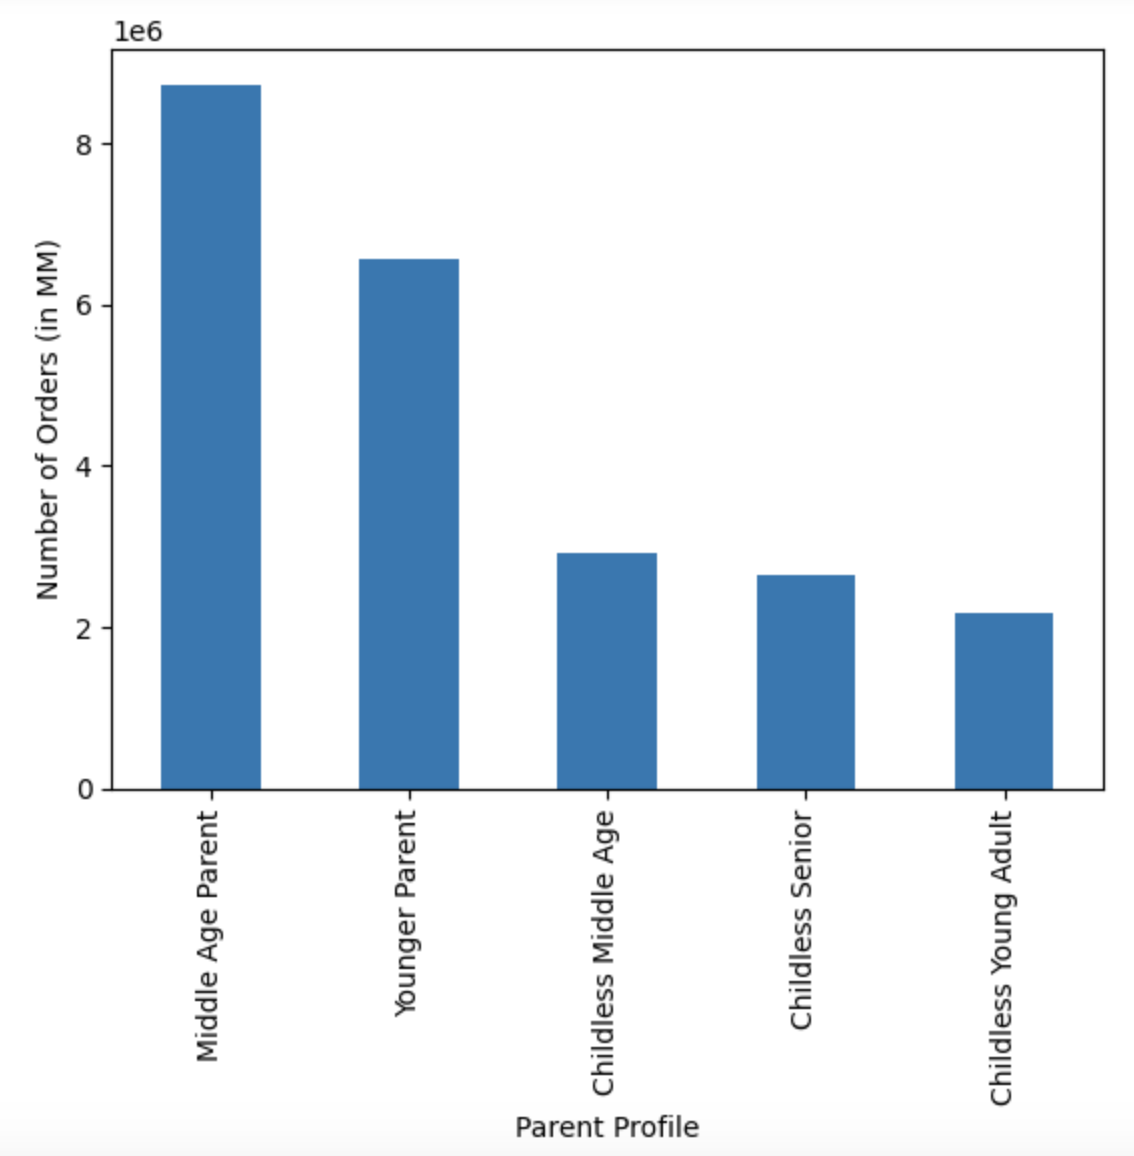 1e6
8
6
4
2
0
Number of Orders (in MM)
Middle Age Parent
Younger Parent
Childless Middle Age
Childless Senior
Childless Young Adult
Parent Profile